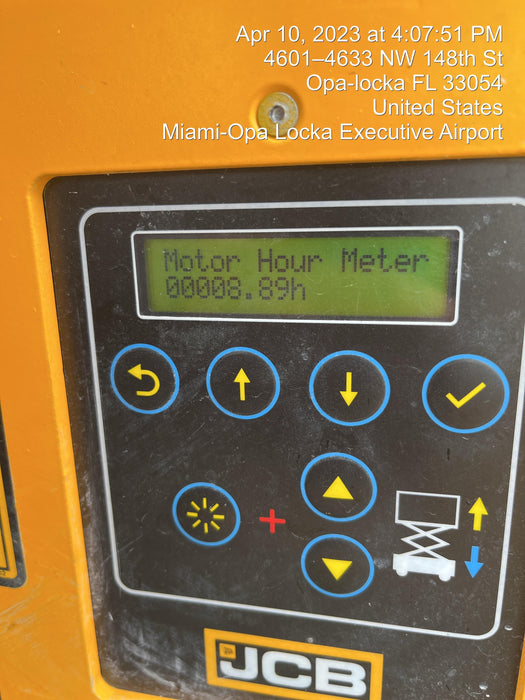 Apr 10, 2023 at 4:07:51 PM
4601–4633 NW 148th St
Opa-locka FL 33054
United States
Miami-Opa Locka Executive Airport
Motor Hour Meter
00008.89h
JCB